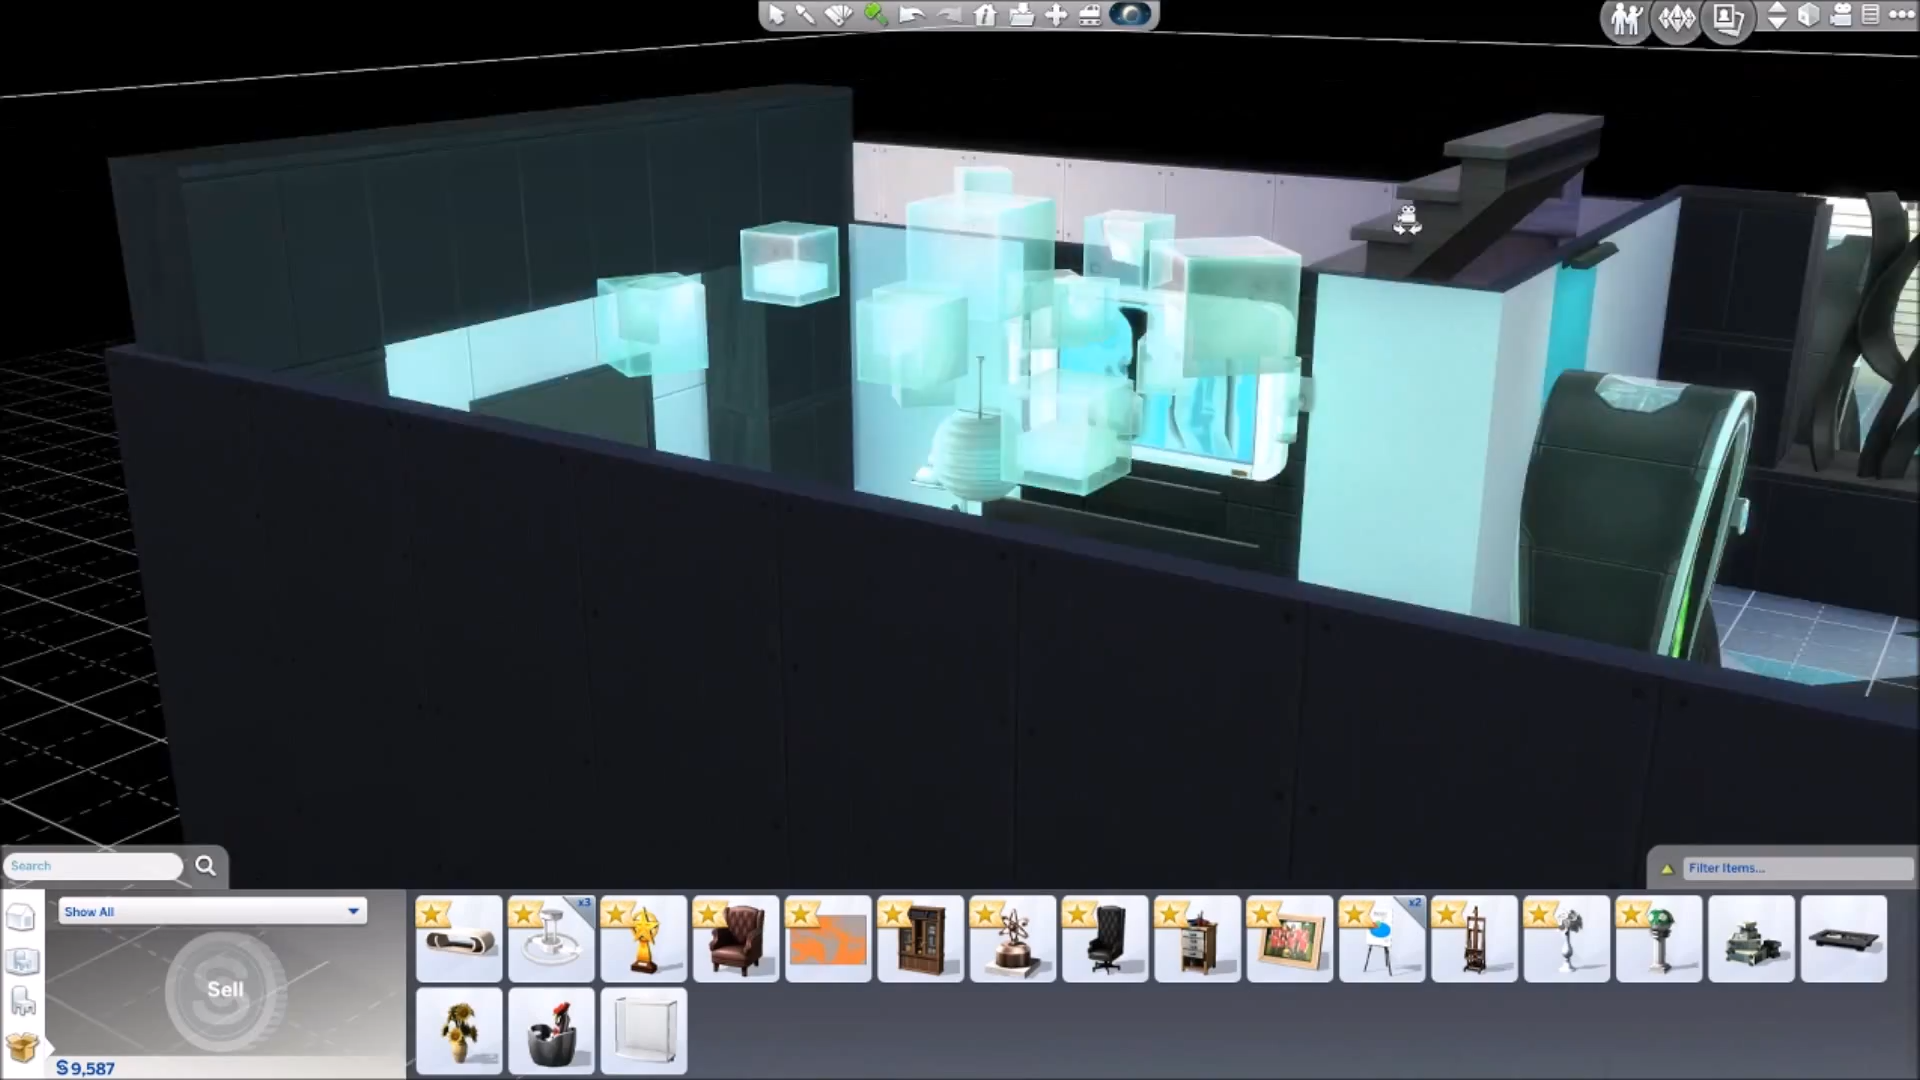 Search
Filter Items...
Show All
x3
x2
Sell
$9,587